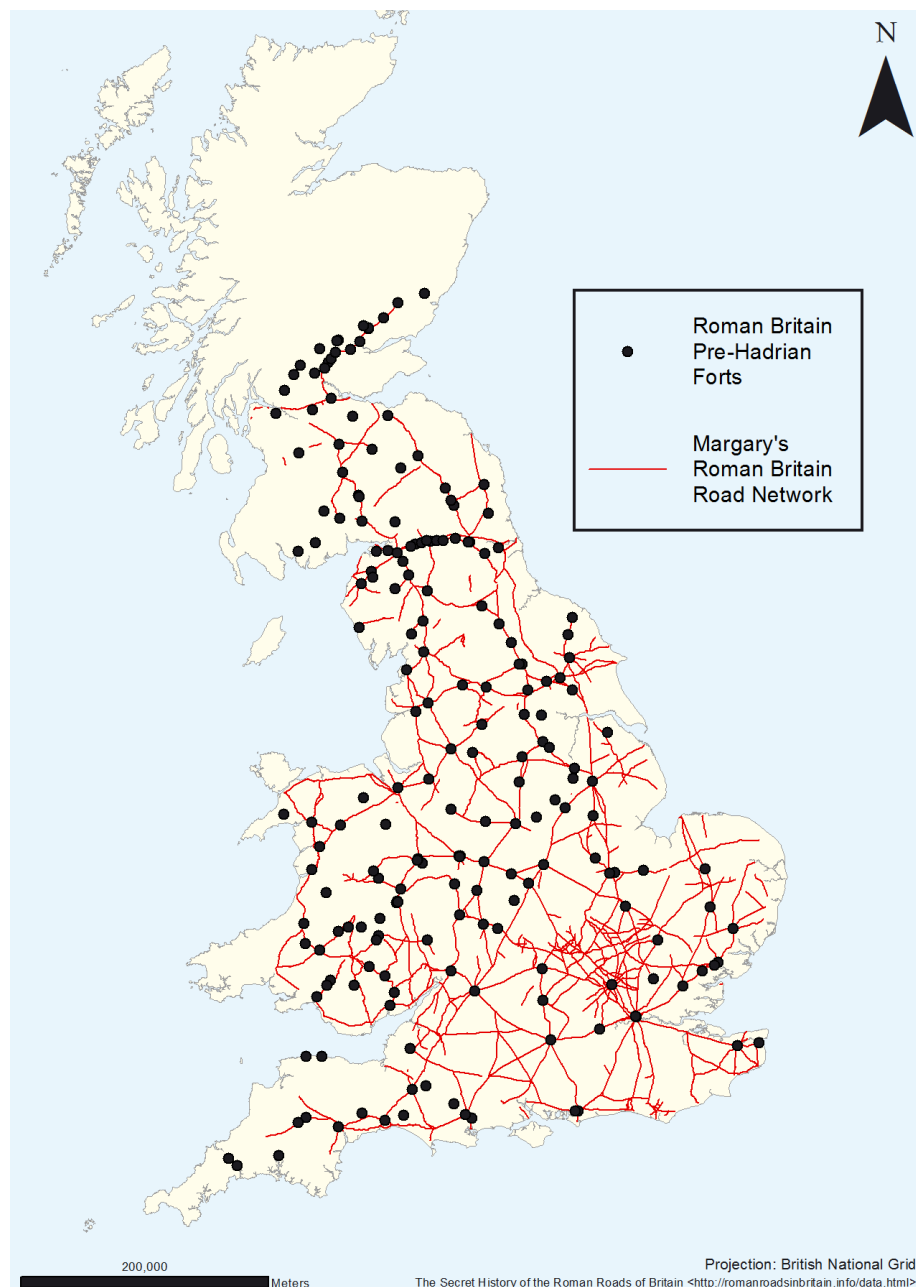 N
Roman Britain
Pre-Hadrian
Forts
Margary's
Roman Britain
Road Network
200,000
Meters
Projection: British National Grid
The Secret History of the Roman Roads of Britain <http://romanroadsinbritain.info/data.html>